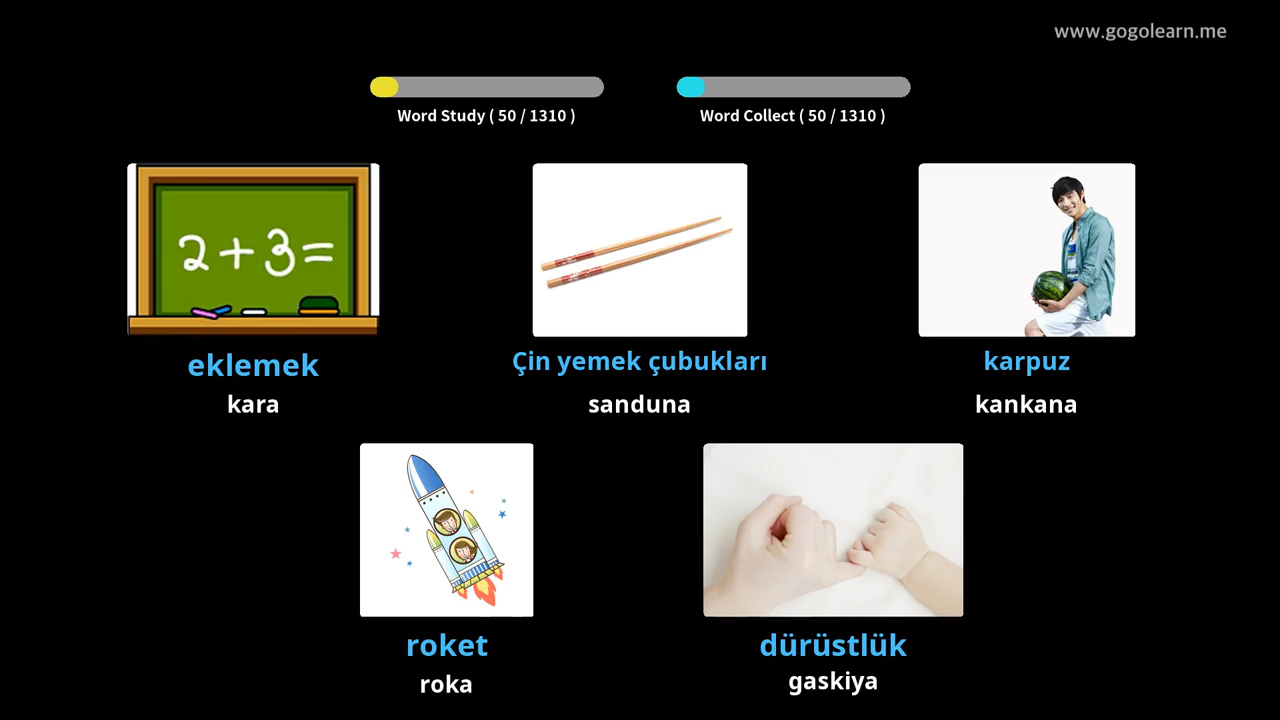 www.gogolearn.me
Word Study ( 50 / 1310 )
Word Collect ( 50 / 1310 )
2+3=
eklemek
kara
Çin yemek çubukları
sanduna
karpuz
kankana
roket
roka
dürüstlük
gaskiya